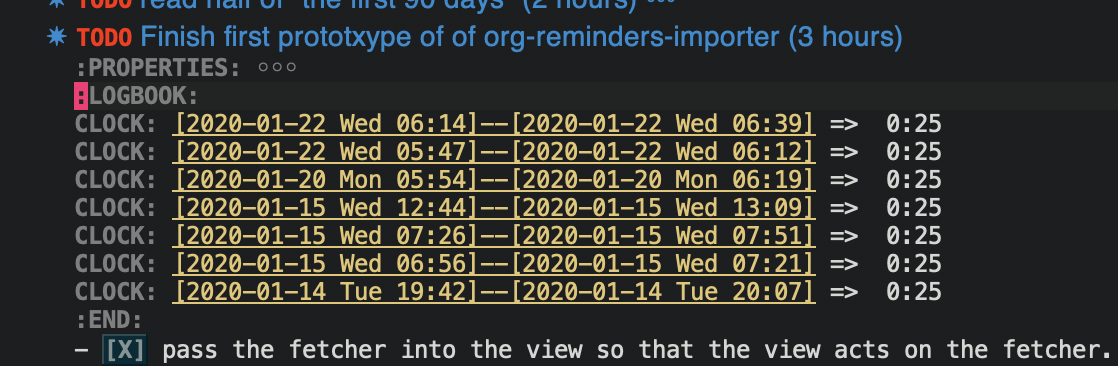 ✷ TODO read half of "the first 90 days" (2 hours) °°°
✷ TODO Finish first prototxype of of org-reminders-importer (3 hours)
:PROPERTIES: °°°
:LOGBOOK:
CLOCK: [2020-01-22 Wed 06:14]--[2020-01-22 Wed 06:39] =>  0:25
CLOCK: [2020-01-22 Wed 05:47]--[2020-01-22 Wed 06:12] =>  0:25
CLOCK: [2020-01-20 Mon 05:54]--[2020-01-20 Mon 06:19] =>  0:25
CLOCK: [2020-01-15 Wed 12:44]--[2020-01-15 Wed 13:09] =>  0:25
CLOCK: [2020-01-15 Wed 07:26]--[2020-01-15 Wed 07:51] =>  0:25
CLOCK: [2020-01-15 Wed 06:56]--[2020-01-15 Wed 07:21] =>  0:25
CLOCK: [2020-01-14 Tue 19:42]--[2020-01-14 Tue 20:07] =>  0:25
:END:
- [X] pass the fetcher into the view so that the view acts on the fetcher.